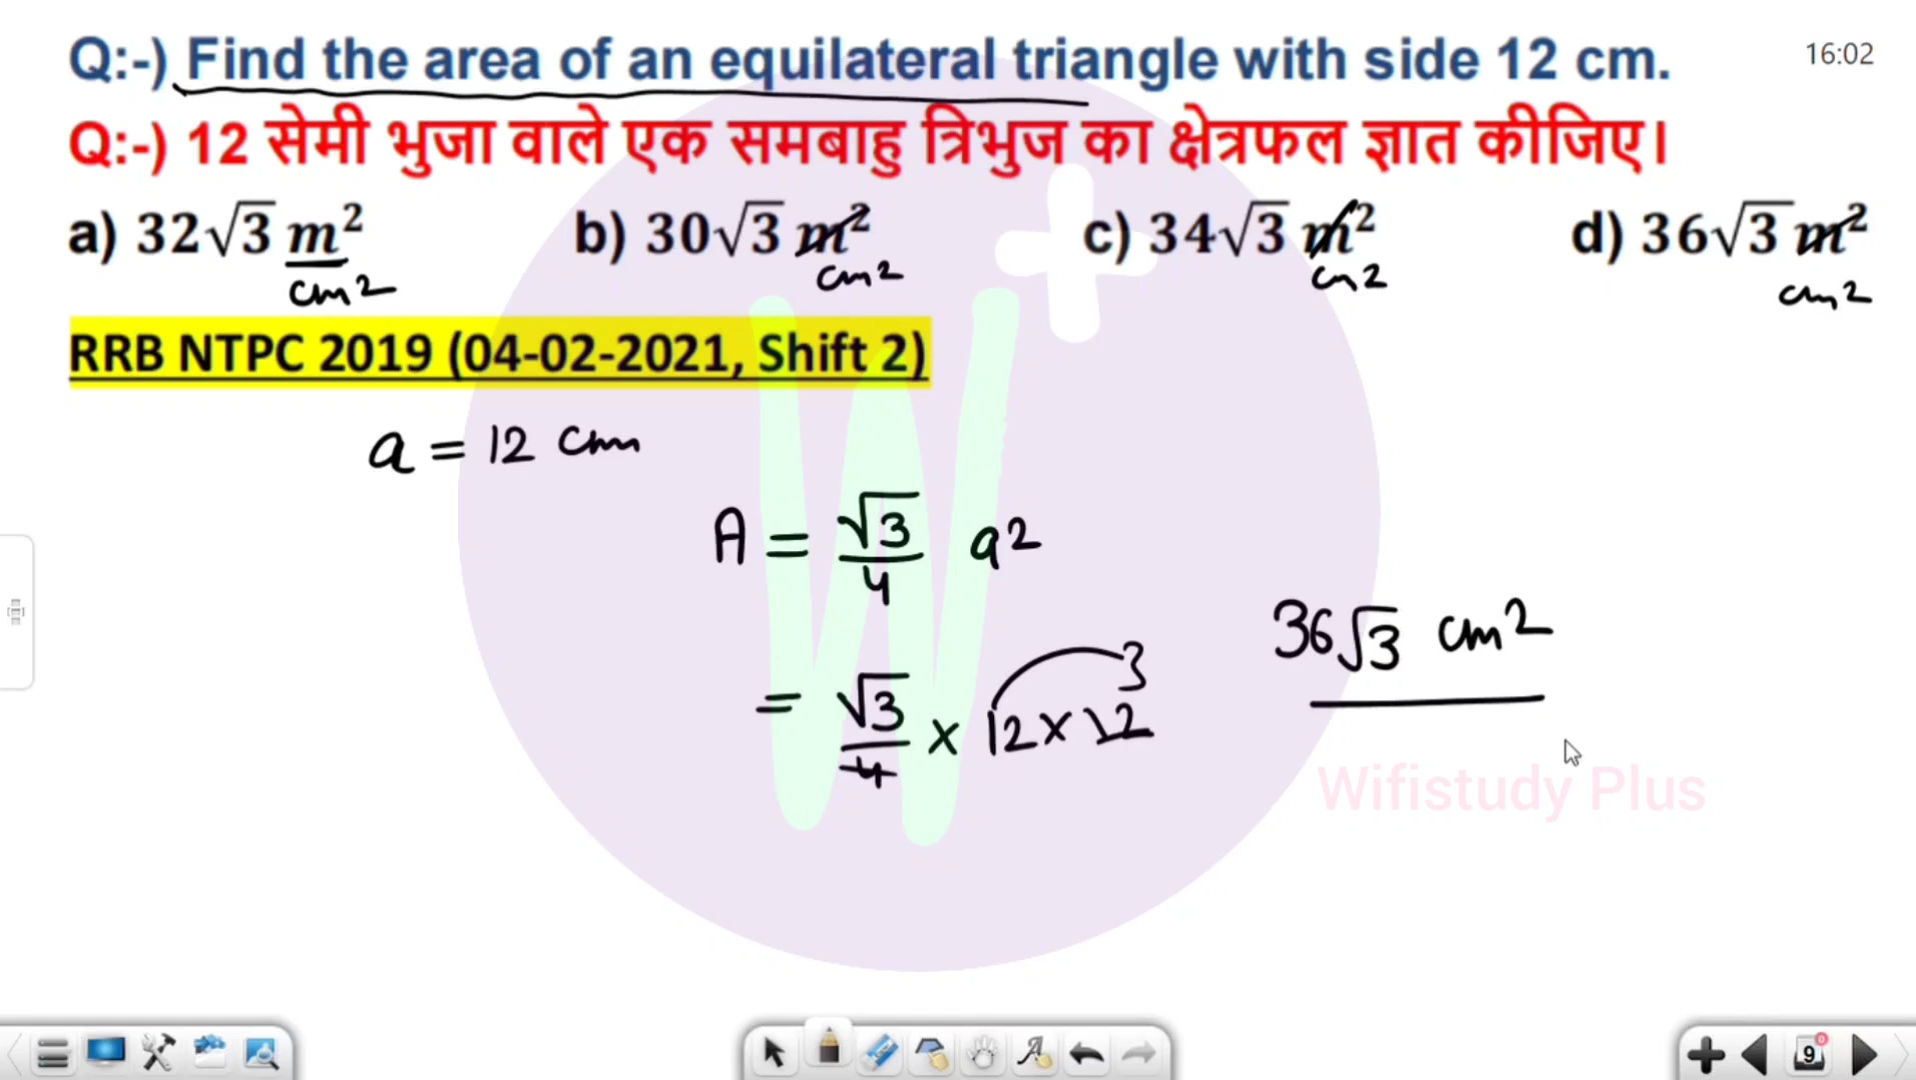 Q:-) Find the area of an equilateral triangle with side 12 cm.
16:02
Q:-) 12 सेमी भुजा वाले एक समबाहु त्रिभुज का क्षेत्रफल ज्ञात कीजिए।
a) 32√3 m² b) 30√3 m² c) 34√3 m² d) 36√3 m²
cm² cm² cm² cm²
RRB NTPC 2019 (04-02-2021, Shift 2)
a = 12 cm
A = √3/4 a²
= √3/4 × 12 × 12
3
36√3 cm²
Wifistudy Plus
9